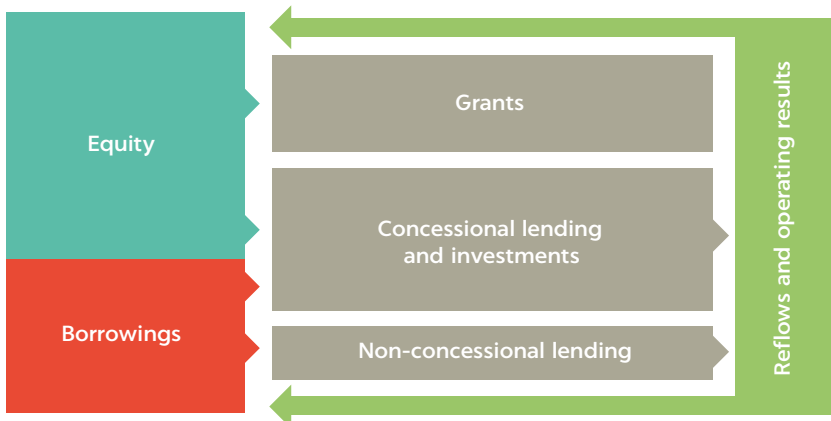 Equity
Borrowings
Grants
Concessional lending
and investments
Non-concessional lending
Reflows and operating results